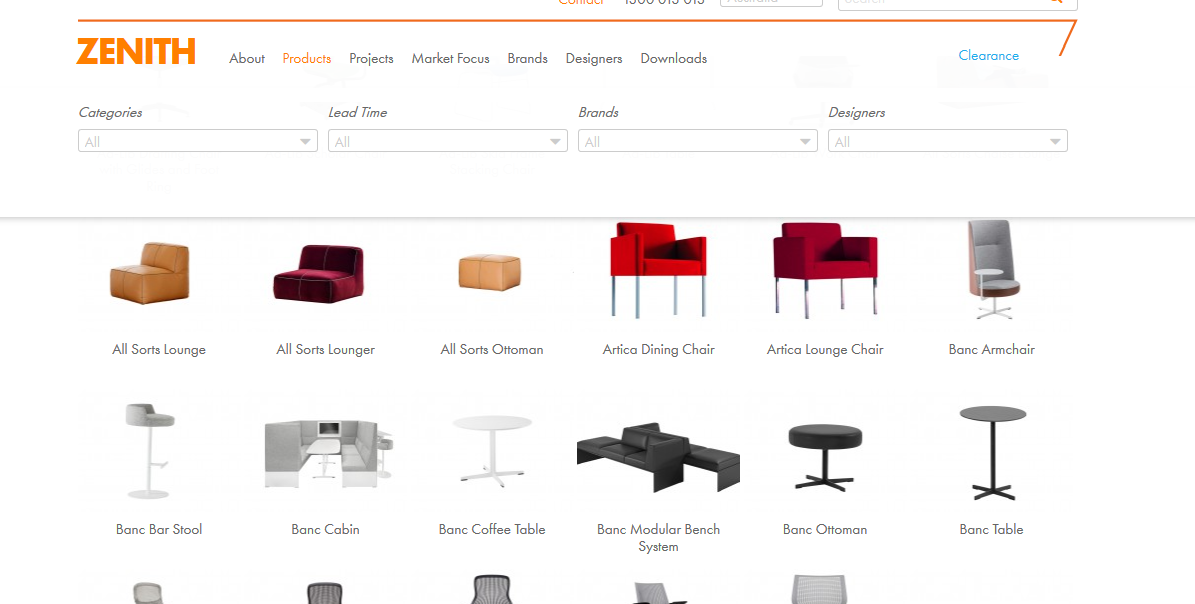 Contact 1300 013 013 Australia Search
ZENITH About Products Projects Market Focus Brands Designers Downloads Clearance
Categories Lead Time Brands Designers
All All All All
All Sorts Lounge All Sorts Lounger All Sorts Ottoman Artica Dining Chair Artica Lounge Chair Banc Armchair
Banc Bar Stool Banc Cabin Banc Coffee Table Banc Modular Bench Banc Ottoman Banc Table
System